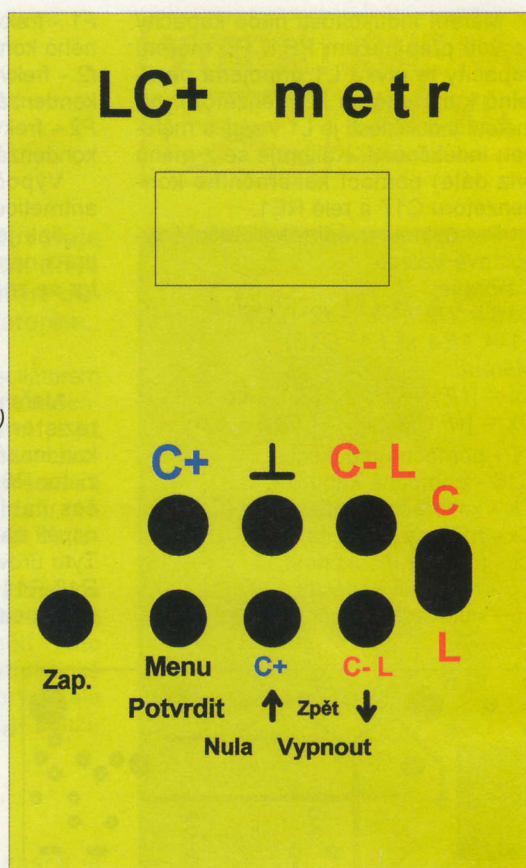 LC+ metr
C+ ⊥ C- L
C
L
Zap. Menu C+ C- L
Potvrdit ↑ Zpět ↓
Nula Vypnout